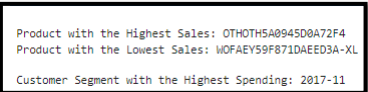 Product with the Highest Sales: OTHOTH5A0945D0A72F4
Product with the Lowest Sales: WOFAEY59F871DAEED3A-XL
Customer Segment with the Highest Spending: 2017-11